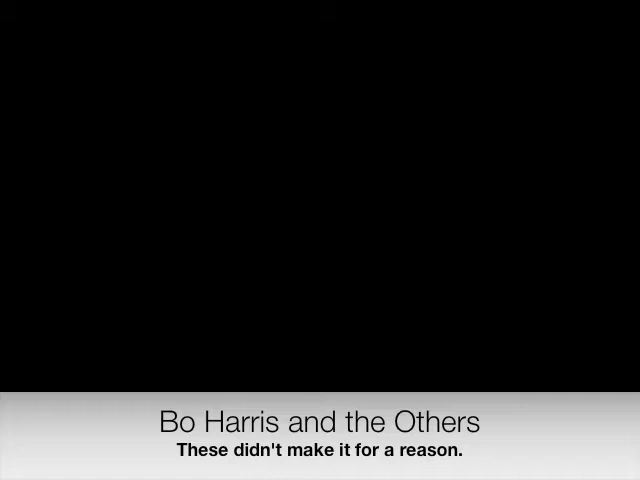 Bo Harris and the Others
These didn't make it for a reason.